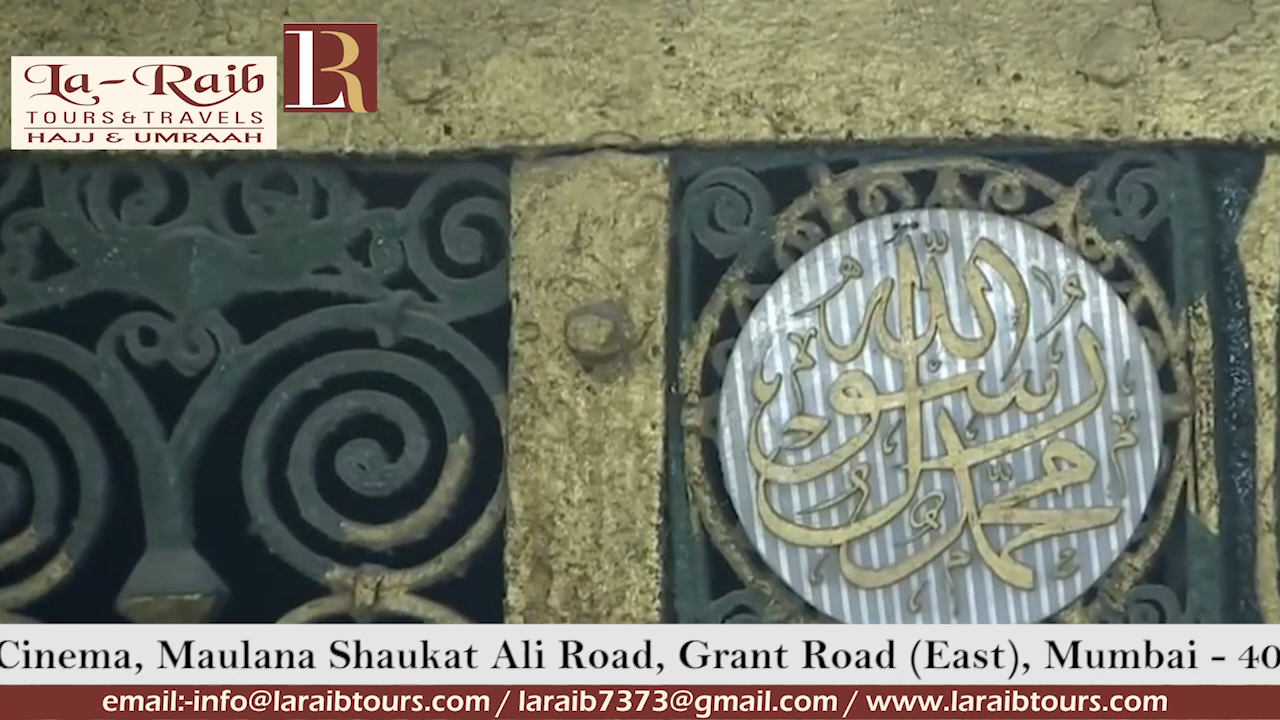 La-Raib
TOURS & TRAVELS
HAJJ & UMRAAH
LR
محمد رسول الله
Cinema, Maulana Shaukat Ali Road, Grant Road (East), Mumbai - 40
email:-info@laraibtours.com / laraib7373@gmail.com / www.laraibtours.com